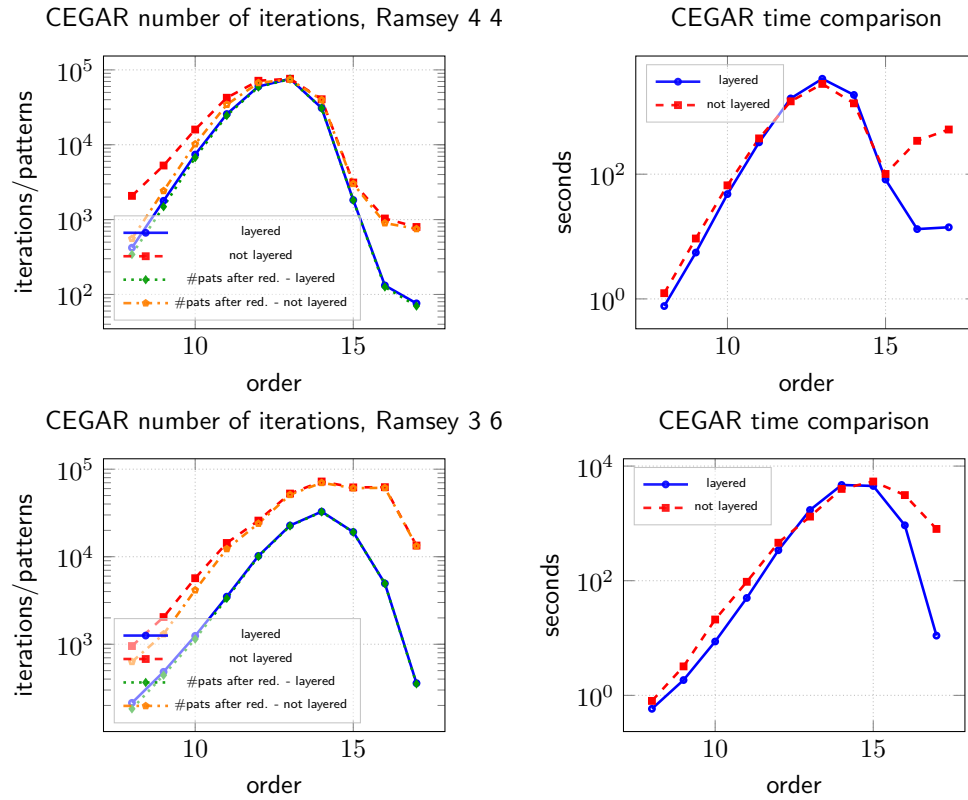 CEGAR number of iterations, Ramsey 4 4
iterations/patterns
10^5
10^4
10^3
10^2
layered
not layered
#pats after red. - layered
#pats after red. - not layered
10
15
order
CEGAR time comparison
seconds
10^2
10^0
layered
not layered
10
15
order
CEGAR number of iterations, Ramsey 3 6
iterations/patterns
10^5
10^4
10^3
layered
not layered
#pats after red. - layered
#pats after red. - not layered
10
15
order
CEGAR time comparison
seconds
10^4
10^2
10^0
layered
not layered
10
15
order